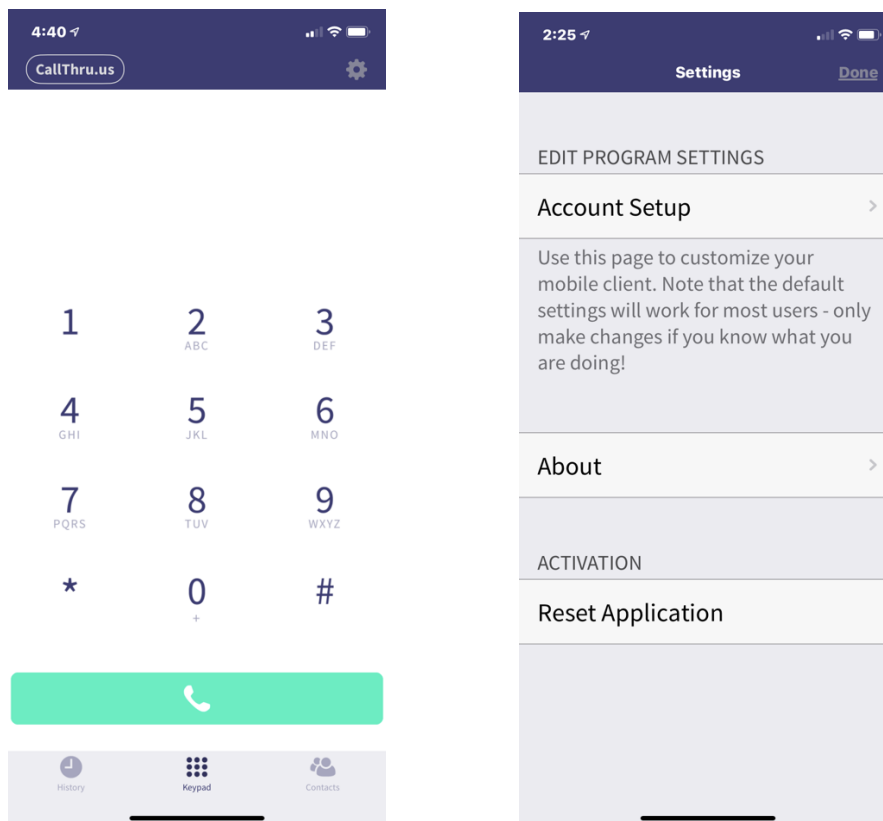 4:40
CallThru.us
1
2
3
ABC
DEF
4
5
6
GHI
JKL
MNO
7
8
9
PQRS
TUV
WXYZ
*
0
#
+
History
Keypad
Contacts
2:25
Settings
Done
EDIT PROGRAM SETTINGS
Account Setup
Use this page to customize your
mobile client. Note that the default
settings will work for most users - only
make changes if you know what you
are doing!
About
ACTIVATION
Reset Application